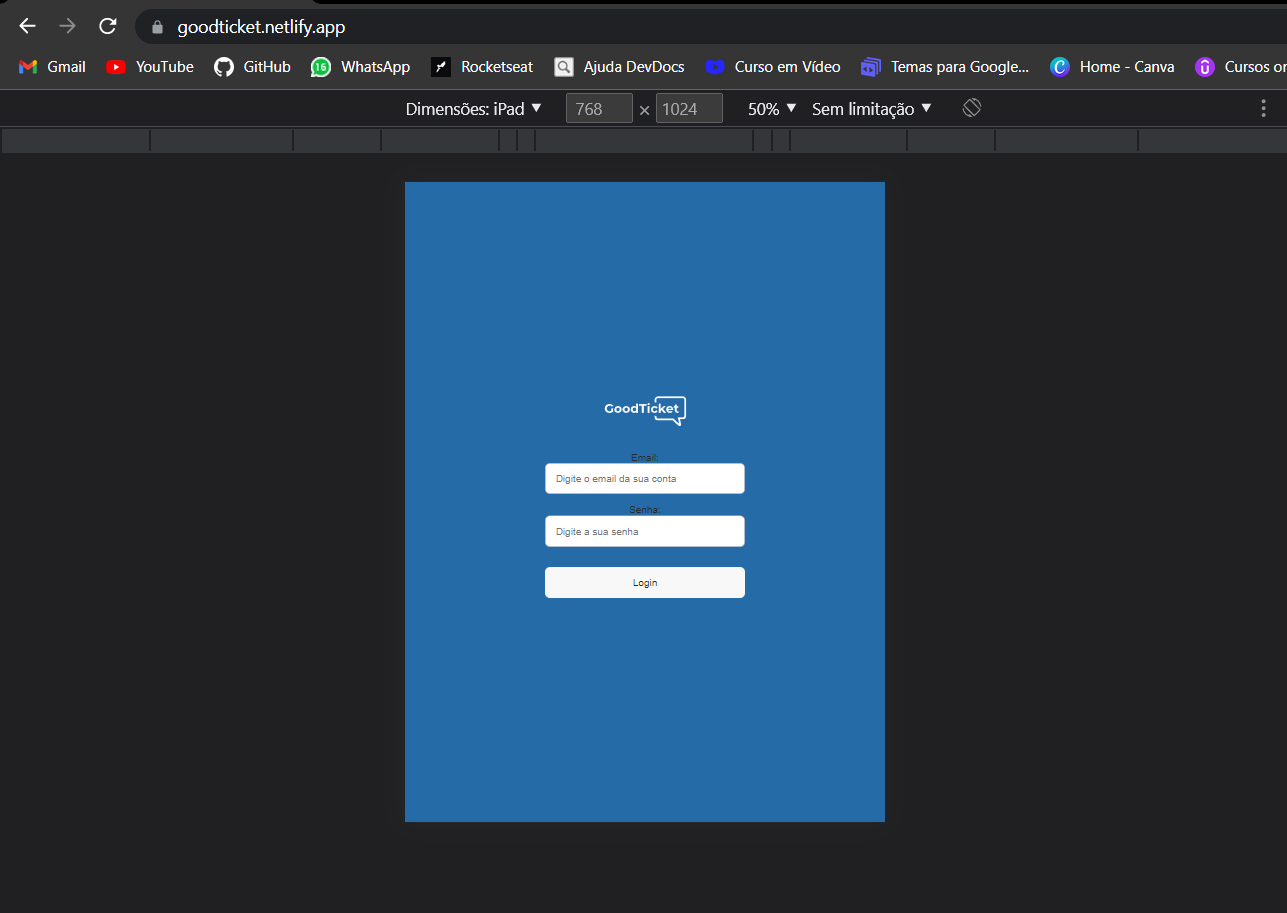 goodticket.netlify.app
Gmail YouTube GitHub 16 WhatsApp Rocketseat Ajuda DevDocs Curso em Vídeo Temas para Google... Home - Canva Cursos or
Dimensões: iPad 768 × 1024 50% Sem limitação
GoodTicket
Email:
Digite o email da sua conta
Senha:
Digite a sua senha
Login